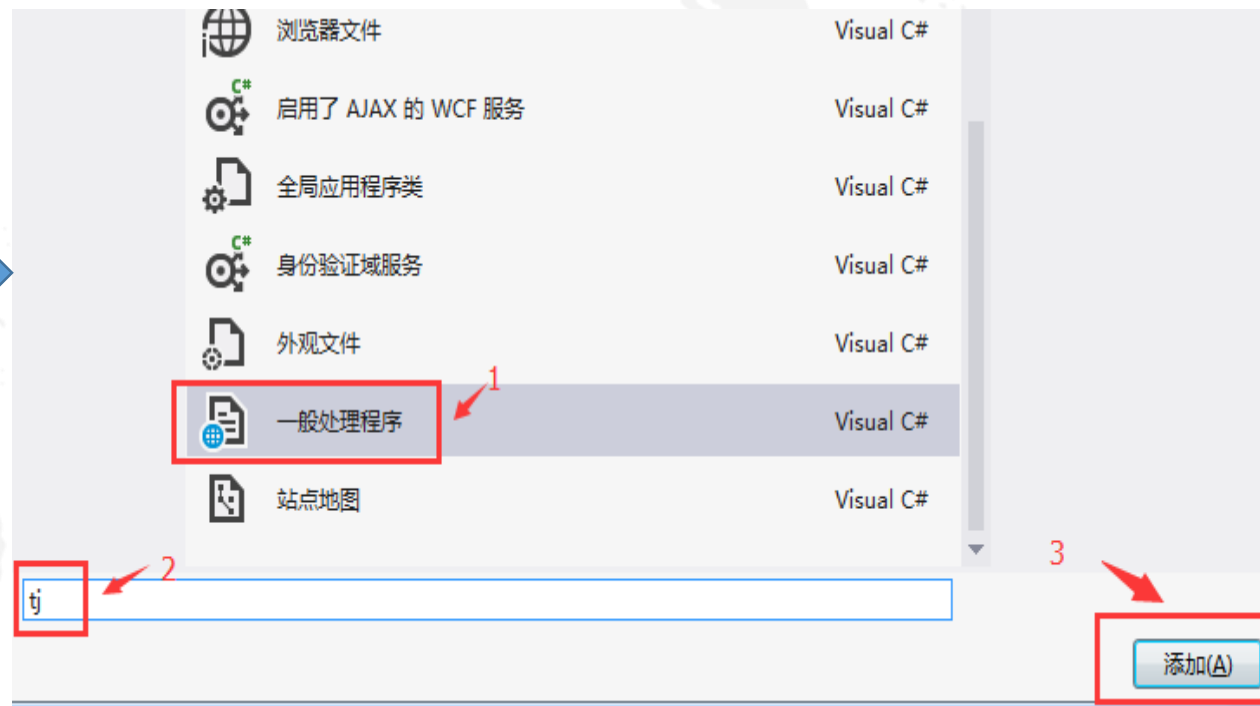 浏览器文件 Visual C#
C#
启用了 AJAX 的 WCF 服务 Visual C#
全局应用程序类 Visual C#
C#
身份验证域服务 Visual C#
外观文件 Visual C#
1
一般处理程序 Visual C#
站点地图 Visual C#
2
3
tj
添加(A)